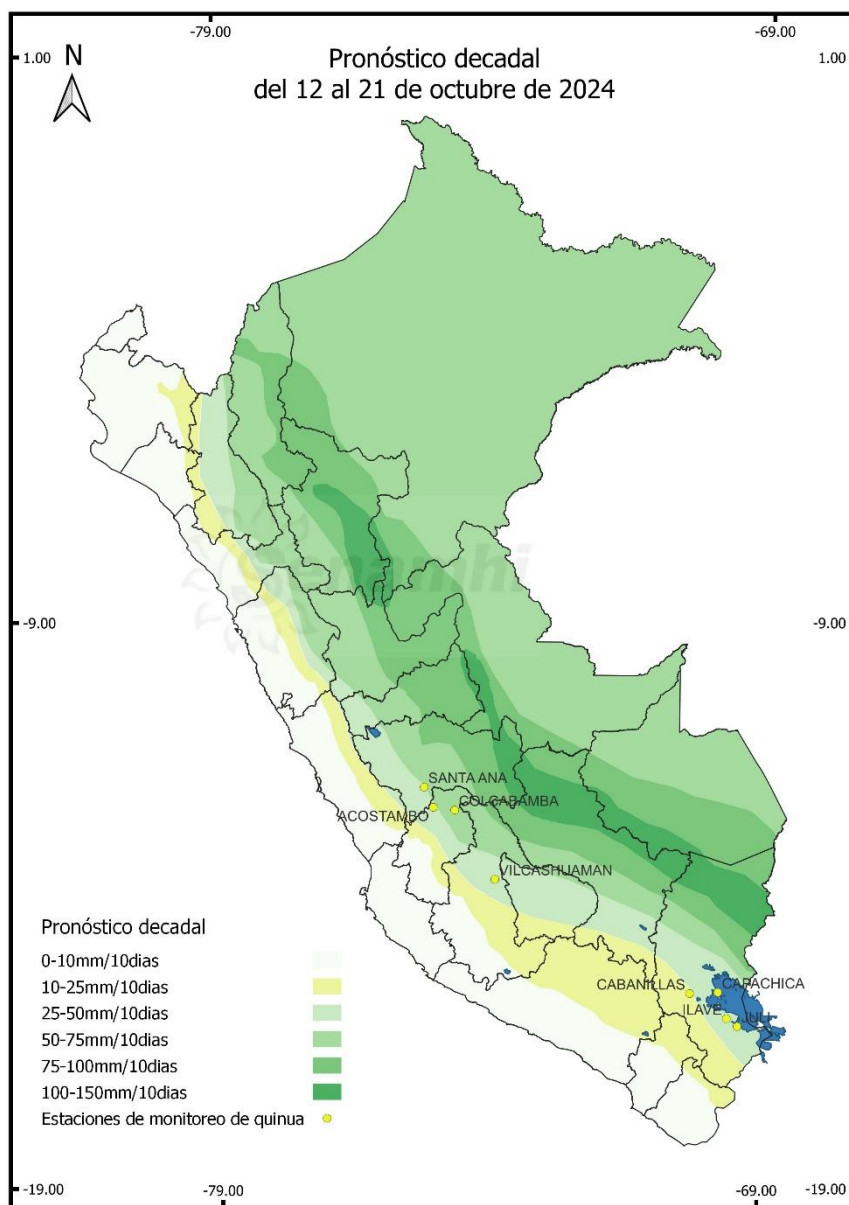 -79.00
-69.00
1.00
N
Pronóstico decadal
del 12 al 21 de octubre de 2024
1.00
Senamhi
-9.00
-9.00
SANTA ANA
ACOSTAMBO
COLCABAMBA
VILCASHUAMAN
CABANILLAS
CAPACHICA
ILAVE
JULI
Pronóstico decadal
0-10mm/10dias
10-25mm/10dias
25-50mm/10dias
50-75mm/10dias
75-100mm/10dias
100-150mm/10dias
Estaciones de monitoreo de quinua
-19.00
-79.00
-69.00
-19.00